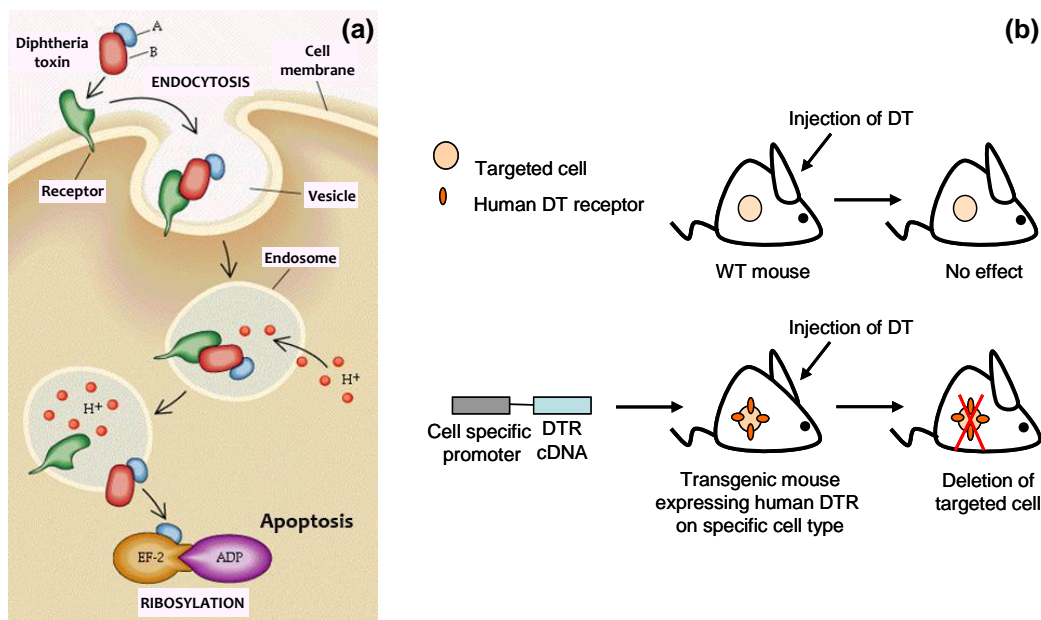 (a)
Diphtheria
toxin
A
B
ENDOCYTOSIS
Cell
membrane
Receptor
Vesicle
Endosome
H+
H+
Apoptosis
EF-2
ADP
RIBOSYLATION
(b)
Injection of DT
Targeted cell
Human DT receptor
WT mouse
No effect
Injection of DT
Cell specific
promoter
DTR
cDNA
Transgenic mouse
expressing human DTR
on specific cell type
Deletion of
targeted cell